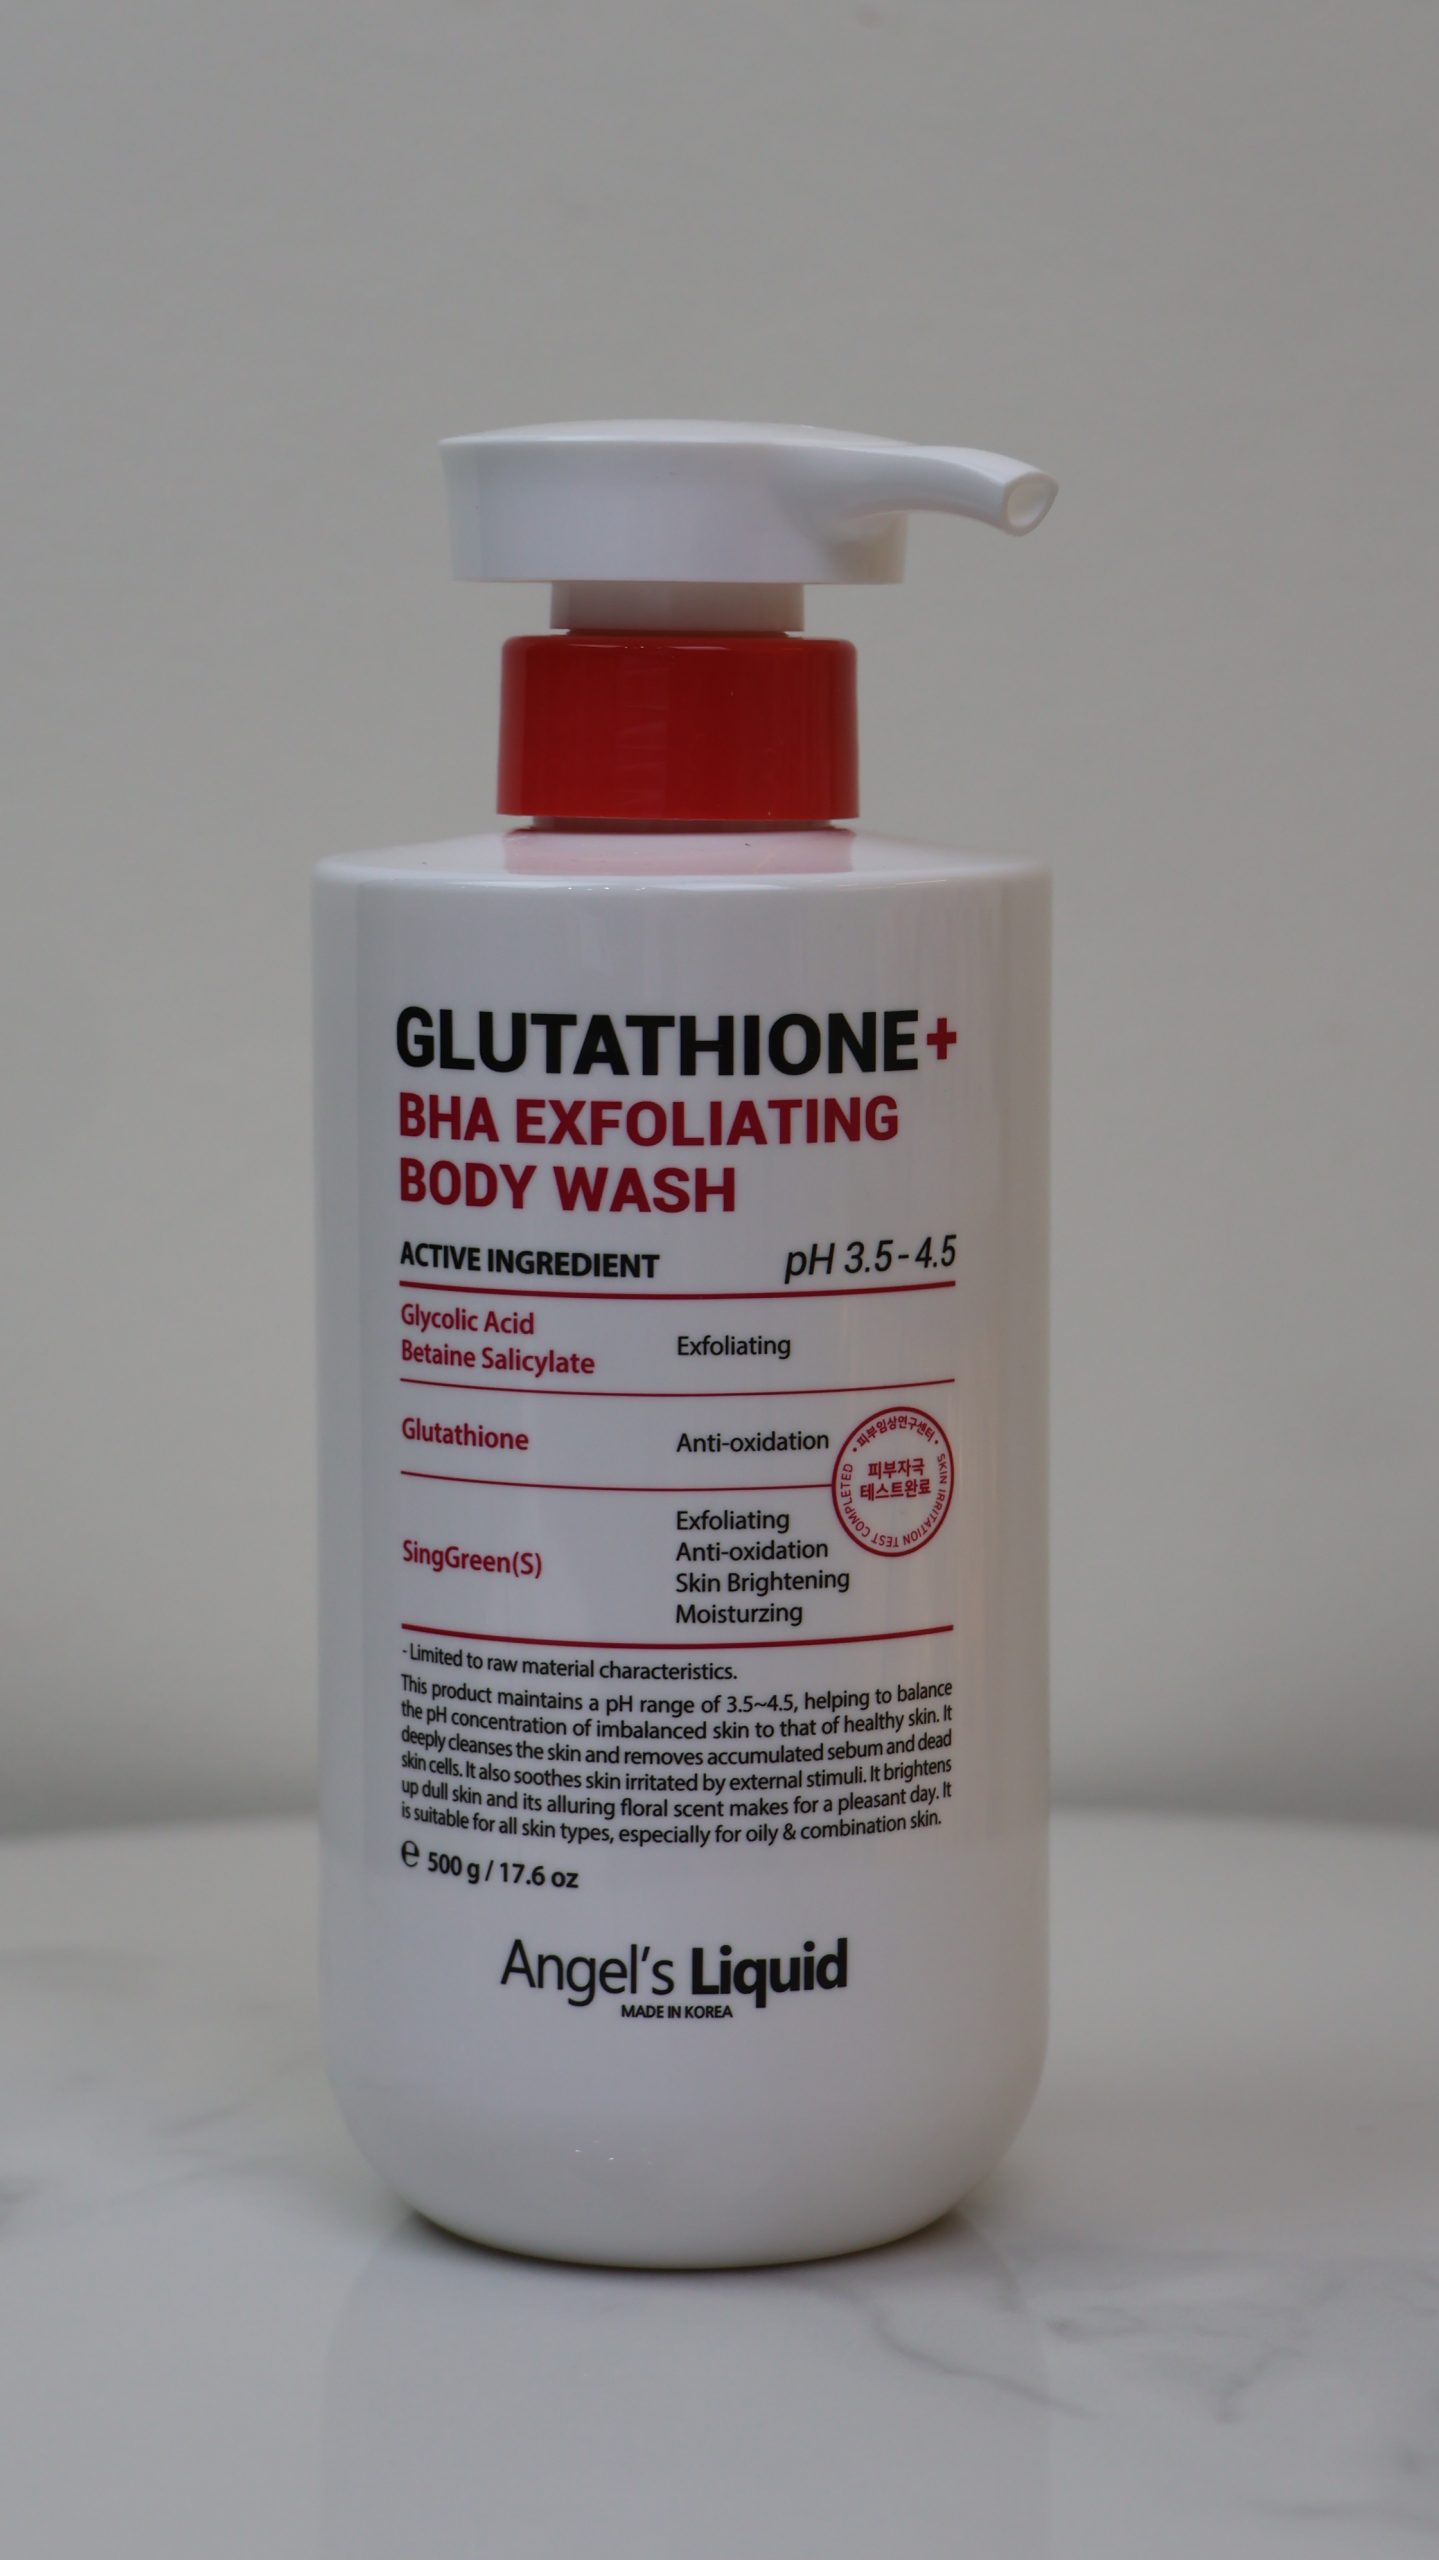 GLUTATHIONE+
BHA EXFOLIATING
BODY WASH
ACTIVE INGREDIENT pH 3.5-4.5
Glycolic Acid
Betaine Salicylate
Exfoliating
Glutathione Anti-oxidation
SingGreen(S)
Exfoliating
Anti-oxidation
Skin Brightening
Moisturzing
• 피부임상연구센터 •
피부자극
테스트완료
SKIN IRRITATION TEST COMPLETED
- Limited to raw material characteristics.
This product maintains a pH range of 3.5~4.5, helping to balance
the pH concentration of imbalanced skin to that of healthy skin. It
deeply cleanses the skin and removes accumulated sebum and dead
skin cells. It also soothes skin irritated by external stimuli. It brightens
up dull skin and its alluring floral scent makes for a pleasant day. It
is suitable for all skin types, especially for oily & combination skin.
℮ 500 g / 17.6 oz
Angel's Liquid
MADE IN KOREA